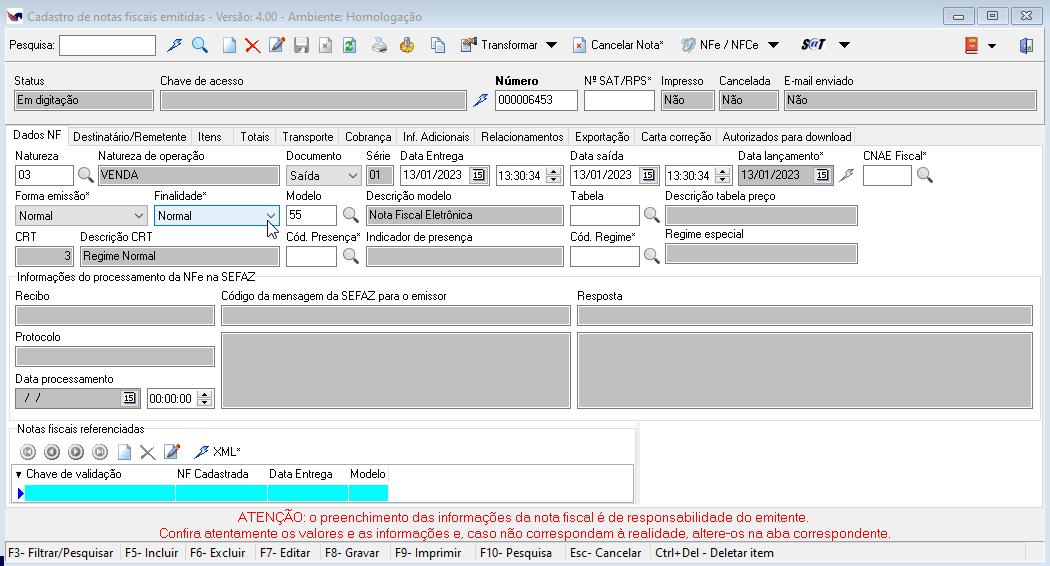 Cadastro de notas fiscais emitidas - Versão: 4.00 - Ambiente: Homologação
Pesquisa: Transformar Cancelar Nota* NFe / NFCe S@T
Status Chave de acesso Número Nº SAT/RPS* Impresso Cancelada E-mail enviado
Em digitação 000006453 Não Não Não
Dados NF Destinatário/Remetente Itens Totais Transporte Cobrança Inf. Adicionais Relacionamentos Exportação Carta correção Autorizados para download
Natureza Natureza de operação Documento Série Data Entrega Data saída Data lançamento* CNAE Fiscal*
03 VENDA Saída 01 13/01/2023 15 13:30:34 13/01/2023 15 13:30:34 13/01/2023 15
Forma emissão* Finalidade* Modelo Descrição modelo Tabela Descrição tabela preço
Normal Normal 55 Nota Fiscal Eletrônica
CRT Descrição CRT Cód. Presença* Indicador de presença Cód. Regime* Regime especial
3 Regime Normal
Informações do processamento da NFe na SEFAZ
Recibo Código da mensagem da SEFAZ para o emissor Resposta
Protocolo
Data processamento
/ / 15 00:00:00
Notas fiscais referenciadas
XML*
Chave de validação NF Cadastrada Data Entrega Modelo
ATENÇÃO: o preenchimento das informações da nota fiscal é de responsabilidade do emitente.
Confira atentamente os valores e as informações e, caso não correspondam à realidade, altere-os na aba correspondente.
F3- Filtrar/Pesquisar F5- Incluir F6- Excluir F7- Editar F8- Gravar F9- Imprimir F10- Pesquisa Esc- Cancelar Ctrl+Del - Deletar item